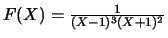 F(X) = \frac{1}{(X-1)^3(X+1)^2}